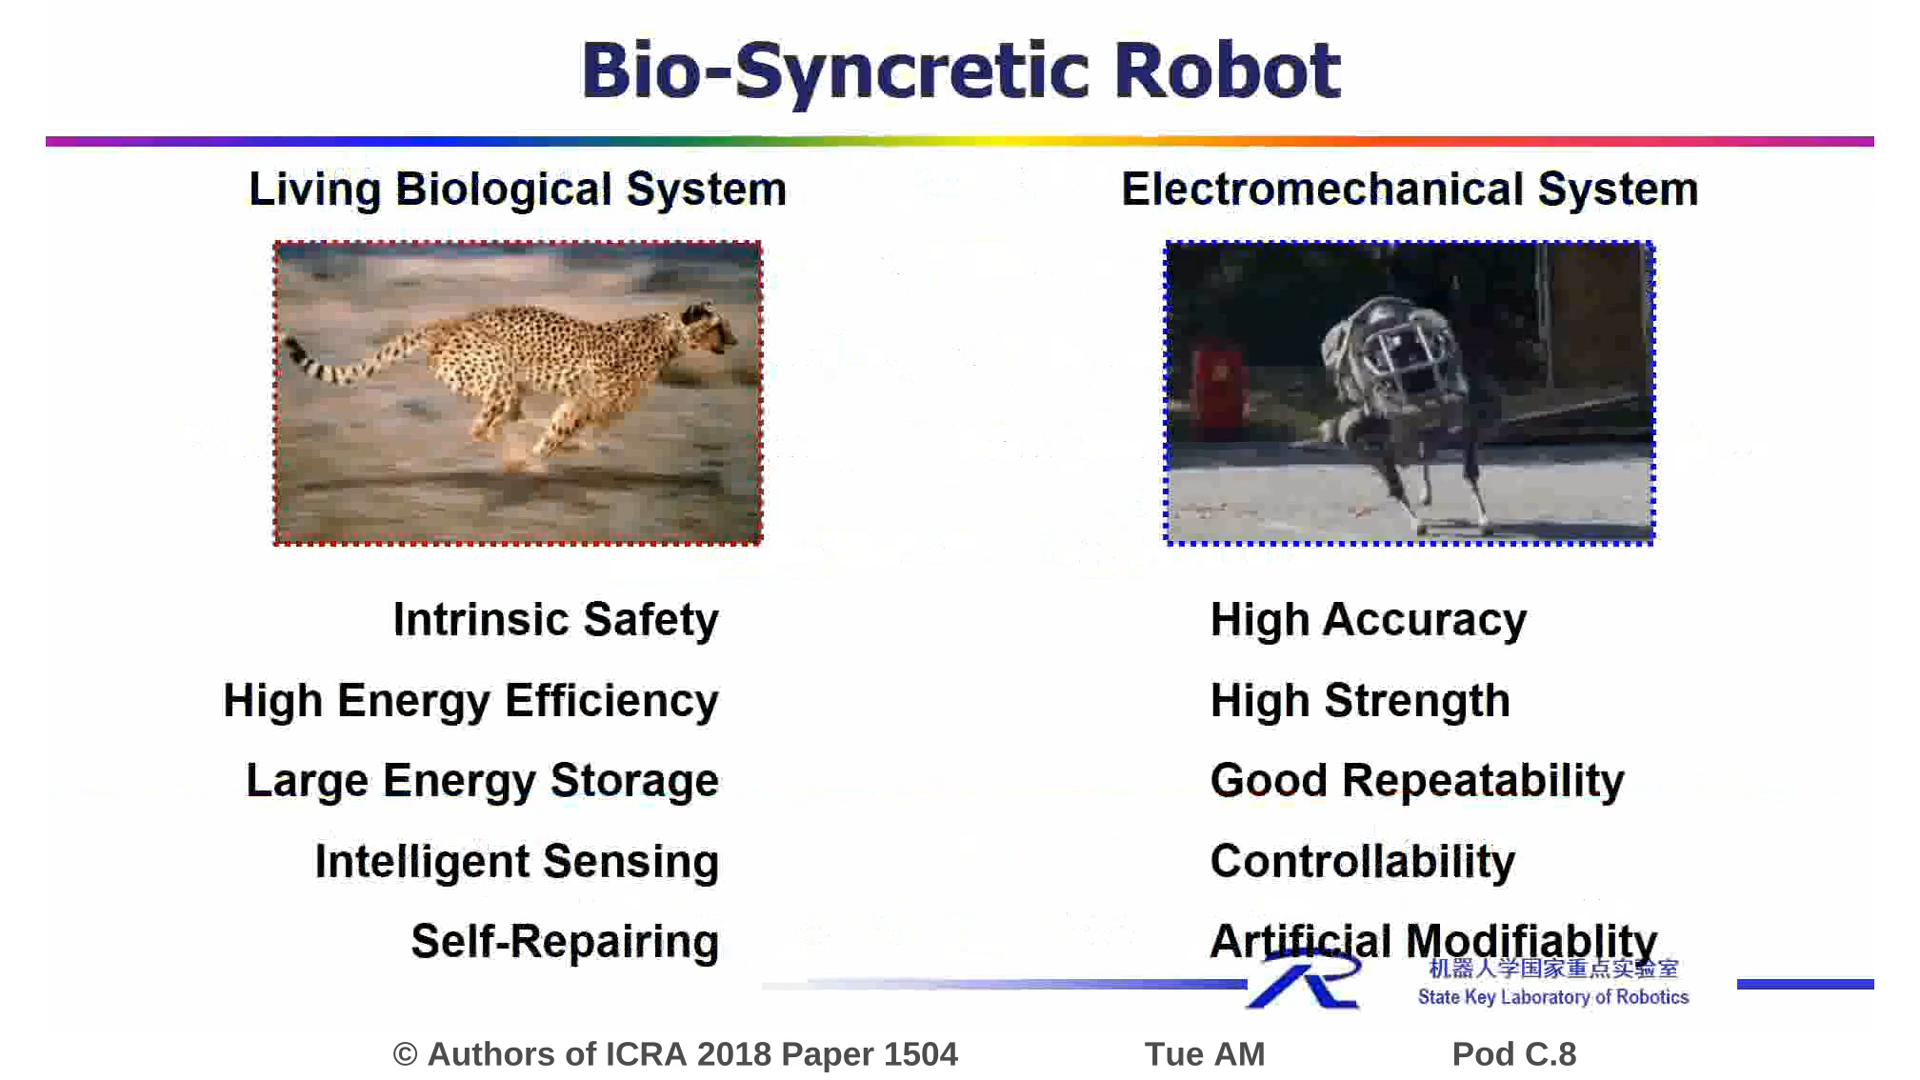 Bio-Syncretic Robot
Living Biological System
Electromechanical System
Intrinsic Safety
High Accuracy
High Energy Efficiency
High Strength
Large Energy Storage
Good Repeatability
Intelligent Sensing
Controllability
Self-Repairing
Artificial Modifiablity
机器人学国家重点实验室
State Key Laboratory of Robotics
© Authors of ICRA 2018 Paper 1504 Tue AM Pod C.8